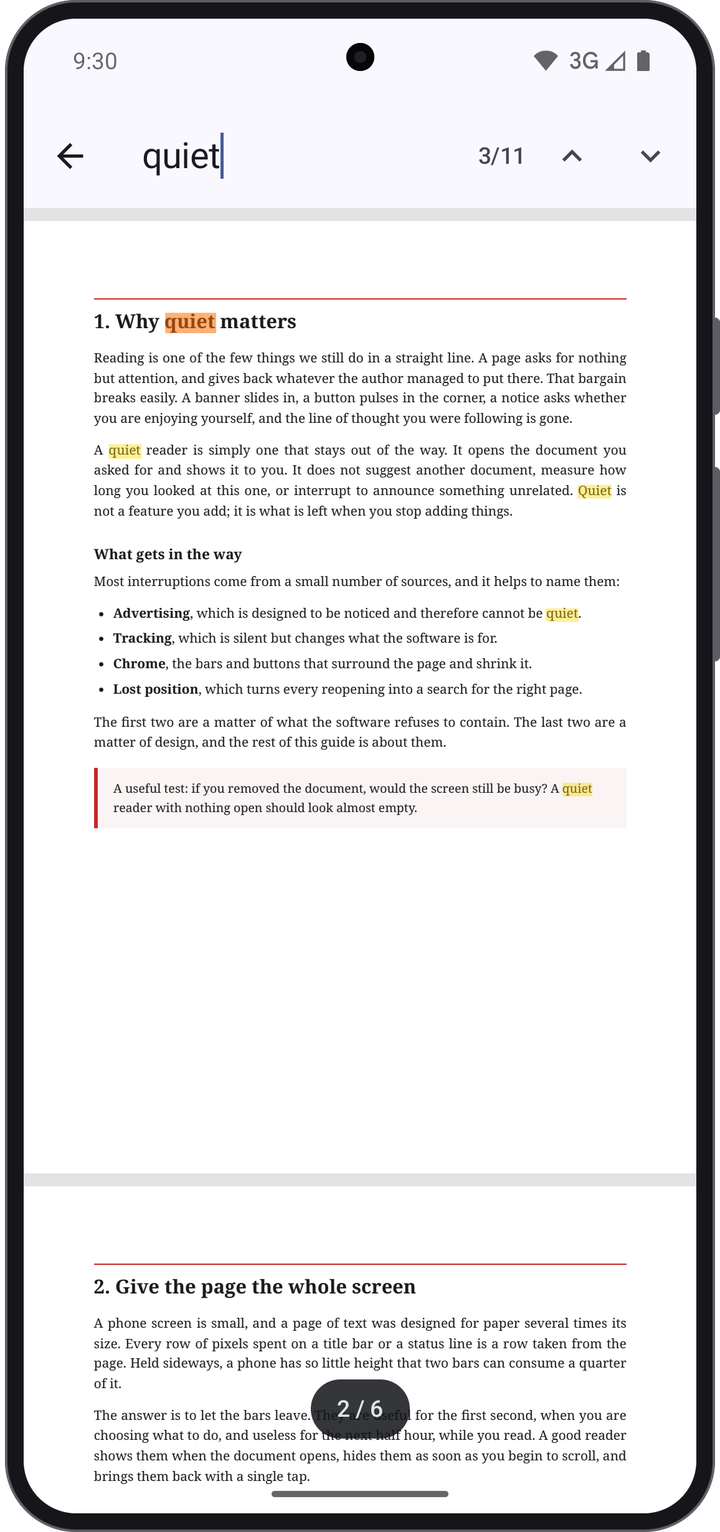 9:30
3G
quiet
3/11
1. Why quiet matters
Reading is one of the few things we still do in a straight line. A page asks for nothing
but attention, and gives back whatever the author managed to put there. That bargain
breaks easily. A banner slides in, a button pulses in the corner, a notice asks whether
you are enjoying yourself, and the line of thought you were following is gone.
A quiet reader is simply one that stays out of the way. It opens the document you
asked for and shows it to you. It does not suggest another document, measure how
long you looked at this one, or interrupt to announce something unrelated. Quiet is
not a feature you add; it is what is left when you stop adding things.
What gets in the way
Most interruptions come from a small number of sources, and it helps to name them:
• Advertising, which is designed to be noticed and therefore cannot be quiet.
• Tracking, which is silent but changes what the software is for.
• Chrome, the bars and buttons that surround the page and shrink it.
• Lost position, which turns every reopening into a search for the right page.
The first two are a matter of what the software refuses to contain. The last two are a
matter of design, and the rest of this guide is about them.
A useful test: if you removed the document, would the screen still be busy? A quiet
reader with nothing open should look almost empty.
2. Give the page the whole screen
A phone screen is small, and a page of text was designed for paper several times its
size. Every row of pixels spent on a title bar or a status line is a row taken from the
page. Held sideways, a phone has so little height that two bars can consume a quarter
of it.
The answer is to let the bars leave. They are useful for the first second, when you are
choosing what to do, and useless for the next half hour, while you read. A good reader
shows them when the document opens, hides them as soon as you begin to scroll, and
brings them back with a single tap.
2 / 6